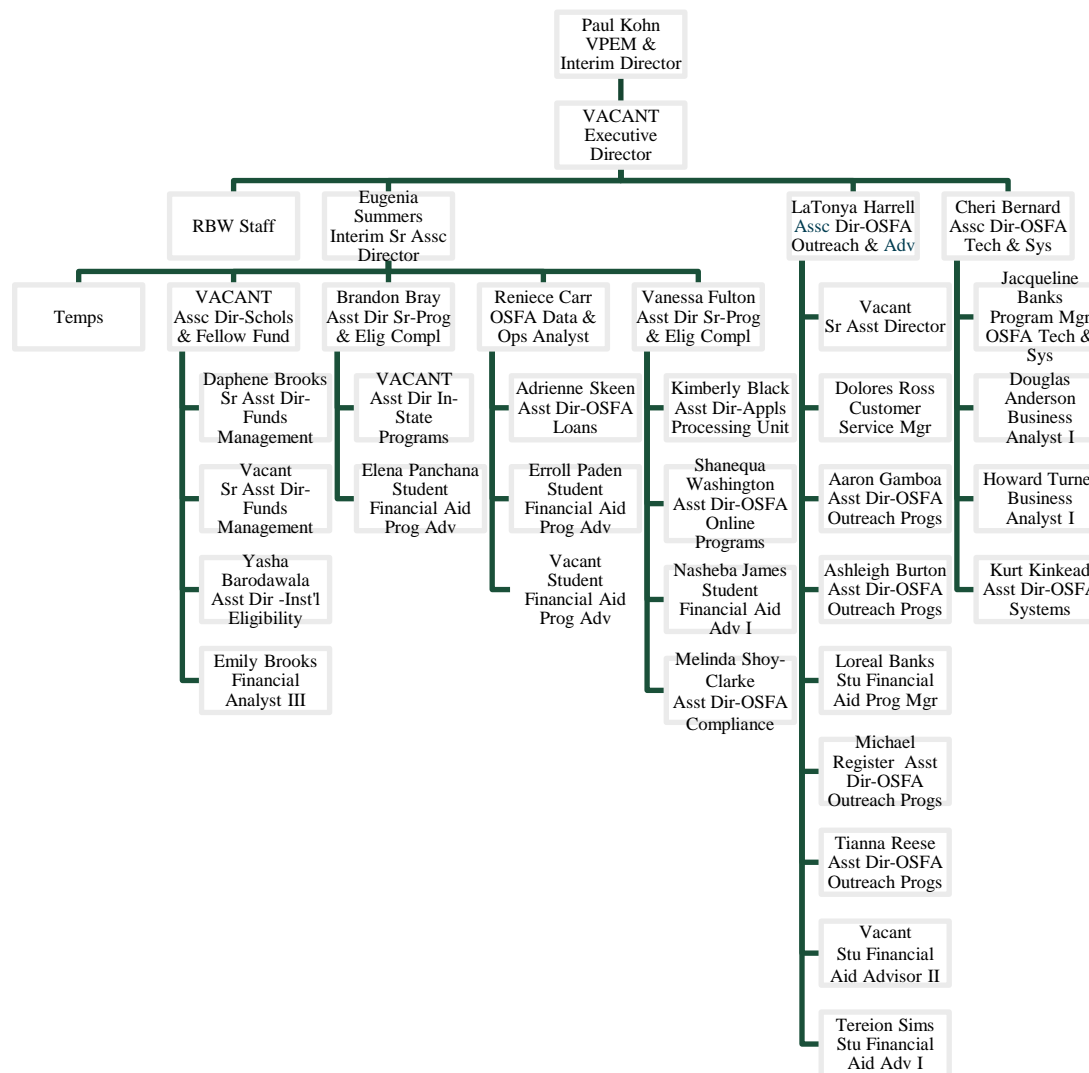 Paul Kohn
VPEM &
Interim Director
VACANT
Executive
Director
RBW Staff
Eugenia
Summers
Interim Sr Assc
Director
LaTonya Harrell
Assc Dir-OSFA
Outreach & Adv
Cheri Bernard
Assc Dir-OSFA
Tech & Sys
Temps
VACANT
Assc Dir-Schols
& Fellow Fund
Brandon Bray
Asst Dir Sr-Prog
& Elig Compl
Reniece Carr
OSFA Data &
Ops Analyst
Vanessa Fulton
Asst Dir Sr-Prog
& Elig Compl
Daphene Brooks
Sr Asst Dir-
Funds
Management
Vacant
Sr Asst Dir-
Funds
Management
Yasha
Barodawala
Asst Dir -Inst'l
Eligibility
Emily Brooks
Financial
Analyst III
VACANT
Asst Dir In-
State
Programs
Elena Panchana
Student
Financial Aid
Prog Adv
Adrienne Skeen
Asst Dir-OSFA
Loans
Erroll Paden
Student
Financial Aid
Prog Adv
Vacant
Student
Financial Aid
Prog Adv
Kimberly Black
Asst Dir-Appls
Processing Unit
Shanequa
Washington
Asst Dir-OSFA
Online
Programs
Nasheba James
Student
Financial Aid
Adv I
Melinda Shoy-
Clarke
Asst Dir-OSFA
Compliance
Vacant
Sr Asst Director
Dolores Ross
Customer
Service Mgr
Aaron Gamboa
Asst Dir-OSFA
Outreach Progs
Ashleigh Burton
Asst Dir-OSFA
Outreach Progs
Loreal Banks
Stu Financial
Aid Prog Mgr
Michael
Register Asst
Dir-OSFA
Outreach Progs
Tianna Reese
Asst Dir-OSFA
Outreach Progs
Vacant
Stu Financial
Aid Advisor II
Tereion Sims
Stu Financial
Aid Adv I
Jacqueline
Banks
Program Mgr
OSFA Tech &
Sys
Douglas
Anderson
Business
Analyst I
Howard Turne
Business
Analyst I
Kurt Kinkead
Asst Dir-OSFA
Systems